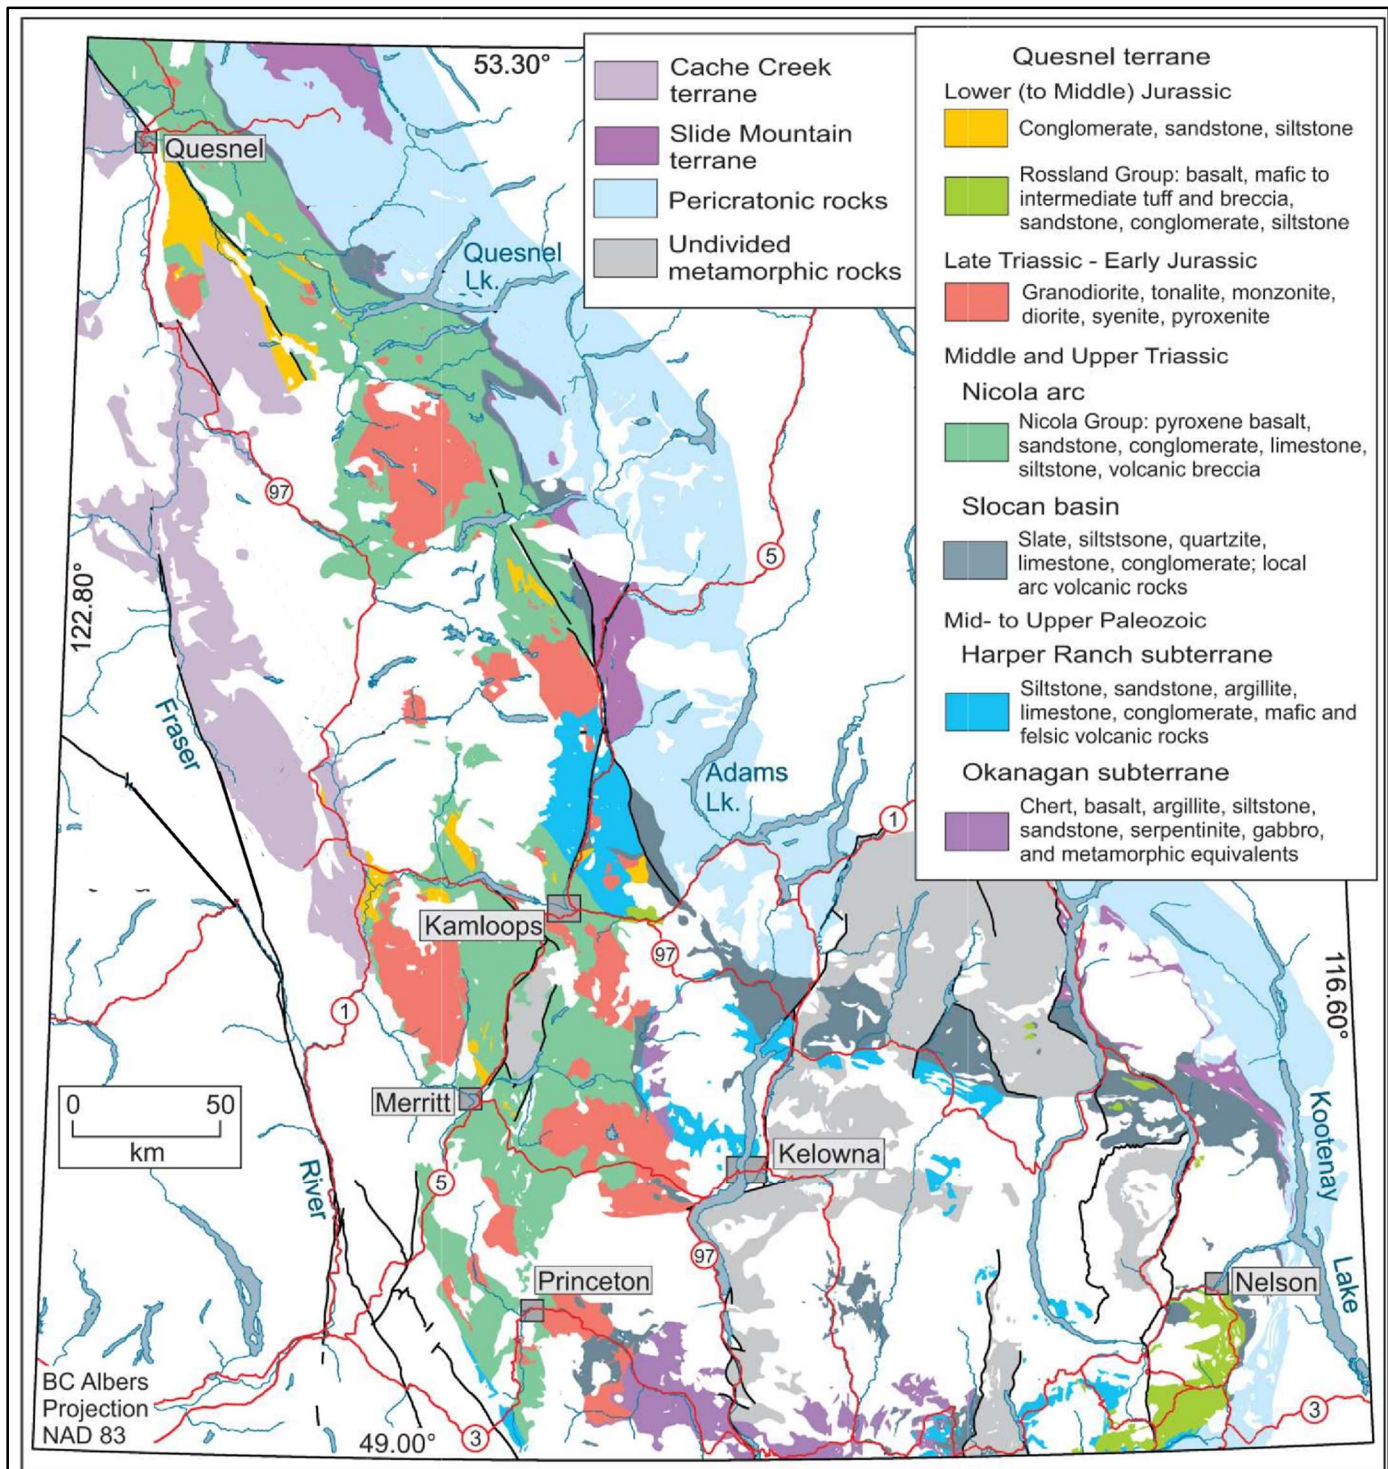 53.30°
Cache Creek
terrane
Slide Mountain
terrane
Pericratonic rocks
Undivided
metamorphic rocks
Quesnel terrane
Lower (to Middle) Jurassic
Conglomerate, sandstone, siltstone
Rossland Group: basalt, mafic to
intermediate tuff and breccia,
sandstone, conglomerate, siltstone
Late Triassic - Early Jurassic
Granodiorite, tonalite, monzonite,
diorite, syenite, pyroxenite
Middle and Upper Triassic
Nicola arc
Nicola Group: pyroxene basalt,
sandstone, conglomerate, limestone,
siltstone, volcanic breccia
Slocan basin
Slate, siltstsone, quartzite,
limestone, conglomerate; local
arc volcanic rocks
Mid- to Upper Paleozoic
Harper Ranch subterrane
Siltstone, sandstone, argillite,
limestone, conglomerate, mafic and
felsic volcanic rocks
Okanagan subterrane
Chert, basalt, argillite, siltstone,
sandstone, serpentinite, gabbro,
and metamorphic equivalents
Quesnel
Quesnel
Lk.
97
5
122.80°
Fraser
Adams
Lk.
1
Kamloops
97
116.60°
1
Merritt
0 50
km
Kelowna
Kootenay
River
5
97
Princeton
Nelson
Lake
BC Albers
Projection
NAD 83
49.00°
3
3